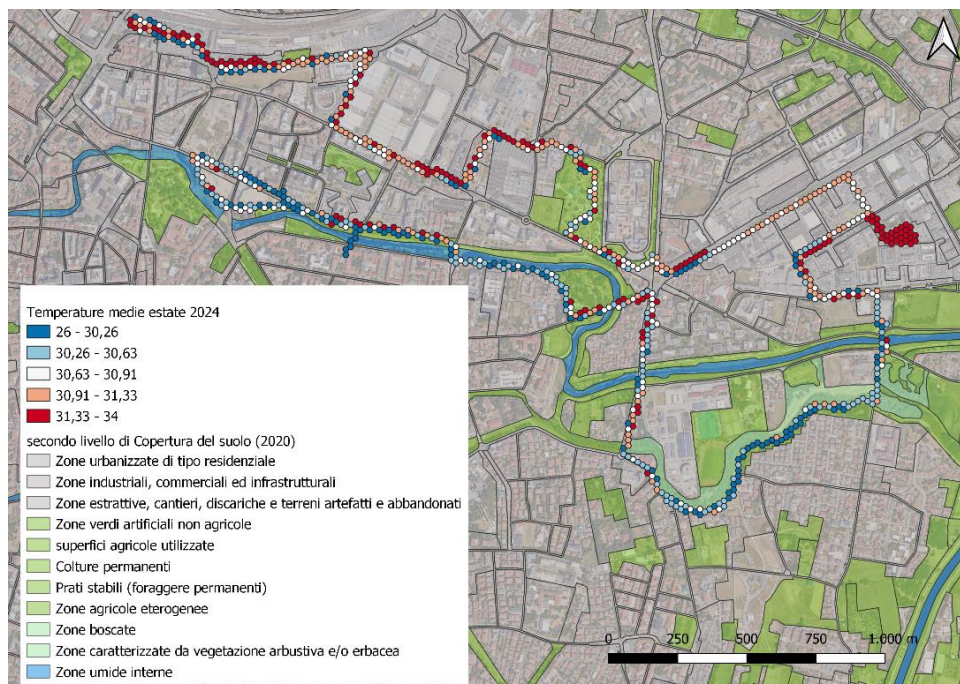 Temperature medie estate 2024
26 - 30,26
30,26 - 30,63
30,63 - 30,91
30,91 - 31,33
31,33 - 34
secondo livello di Copertura del suolo (2020)
Zone urbanizzate di tipo residenziale
Zone industriali, commerciali ed infrastrutturali
Zone estrattive, cantieri, discariche e terreni artefatti e abbandonati
Zone verdi artificiali non agricole
superfici agricole utilizzate
Colture permanenti
Prati stabili (foraggere permanenti)
Zone agricole eterogenee
Zone boscate
Zone caratterizzate da vegetazione arbustiva e/o erbacea
Zone umide interne
0 250 500 750 1.000 m